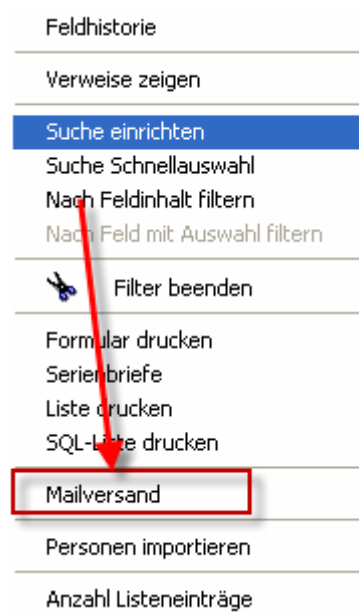 Feldhistorie
Verweise zeigen
Suche einrichten
Suche Schnellauswahl
Nach Feldinhalt filtern
Nach Feld mit Auswahl filtern
Filter beenden
Formular drucken
Serienbriefe
Liste drucken
SQL-Liste drucken
Mailversand
Personen importieren
Anzahl Listeneinträge